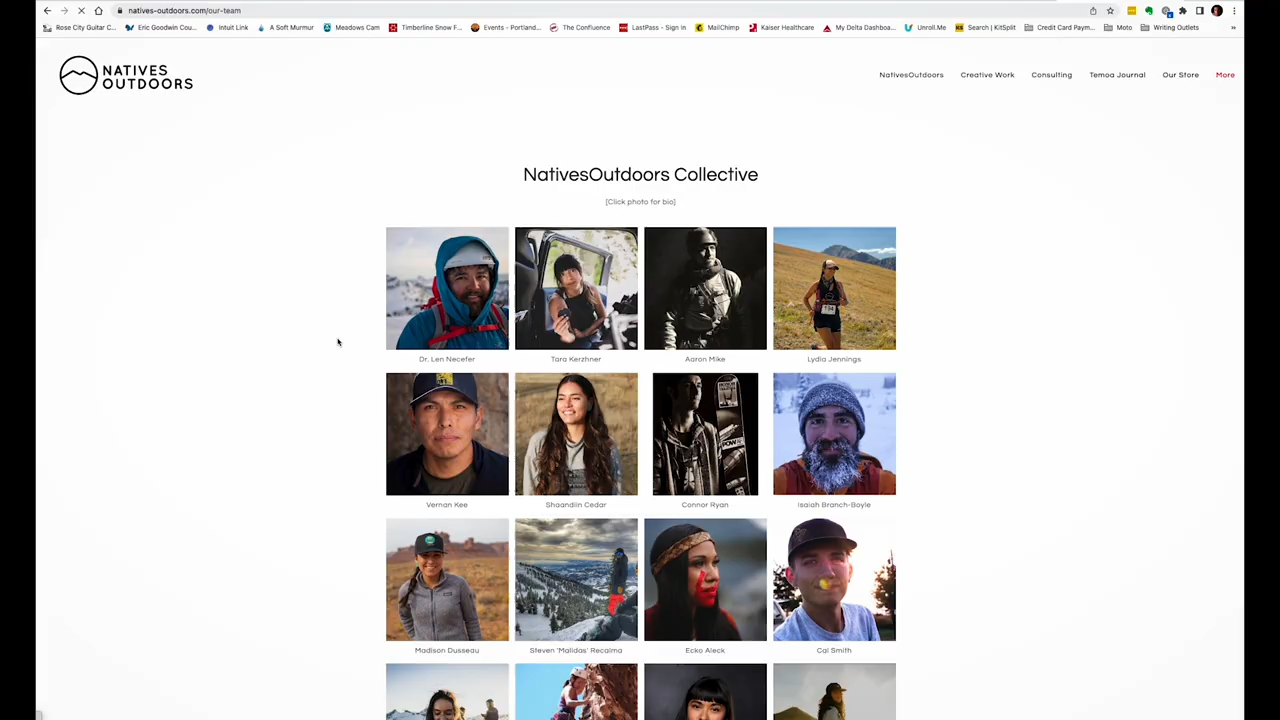 natives-outdoors.com/our-team
Rose City Guitar C... Eric Goodwin Cou... Intuit Link A Soft Murmur Meadows Cam Timberline Snow F... Events - Portland... The Confluence LastPass - Sign In MailChimp Kaiser Healthcare My Delta Dashboa... Unroll.Me Search | KitSplit Credit Card Paym... Moto Writing Outlets »
NATIVES
OUTDOORS
NativesOutdoors Creative Work Consulting Temoa Journal Our Store More
NativesOutdoors Collective
[Click photo for bio]
Dr. Len Necefer Tara Kerzhner Aaron Mike Lydia Jennings
Vernan Kee Shaandiin Cedar Connor Ryan Isaiah Branch-Boyle
Madison Dusseau Steven 'Malidas' Recalma Ecko Aleck Cal Smith